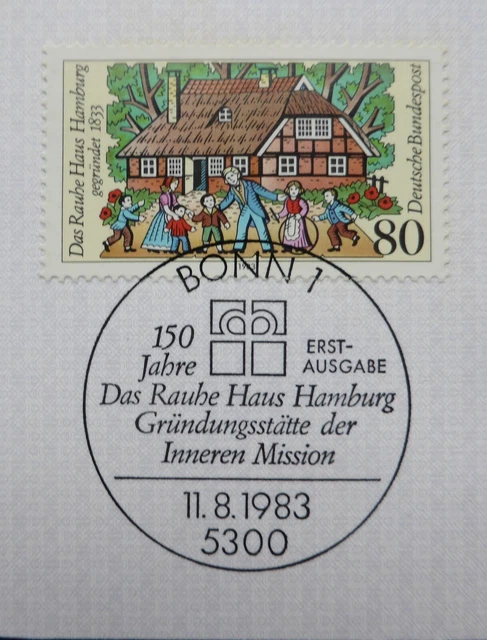 Das Rauhe Haus Hamburg
gegründet 1833
Deutsche Bundespost
80
1983
BONN 1
150
Jahre
ERST-
AUSGABE
Das Rauhe Haus Hamburg
Gründungsstätte der
Inneren Mission
11.8.1983
5300